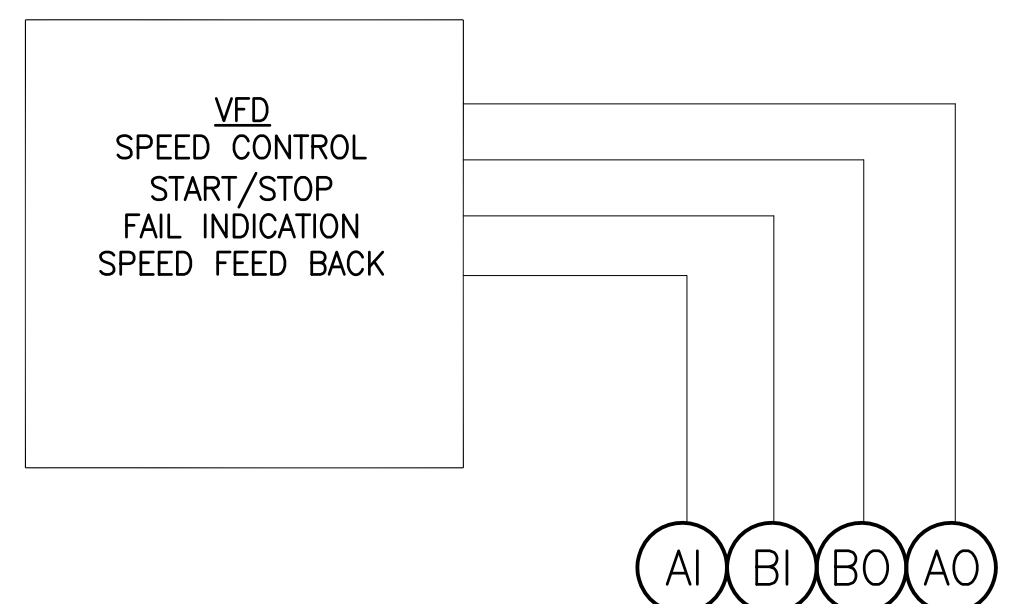 VFD
SPEED CONTROL
START/STOP
FAIL INDICATION
SPEED FEED BACK
AI BI BO AO